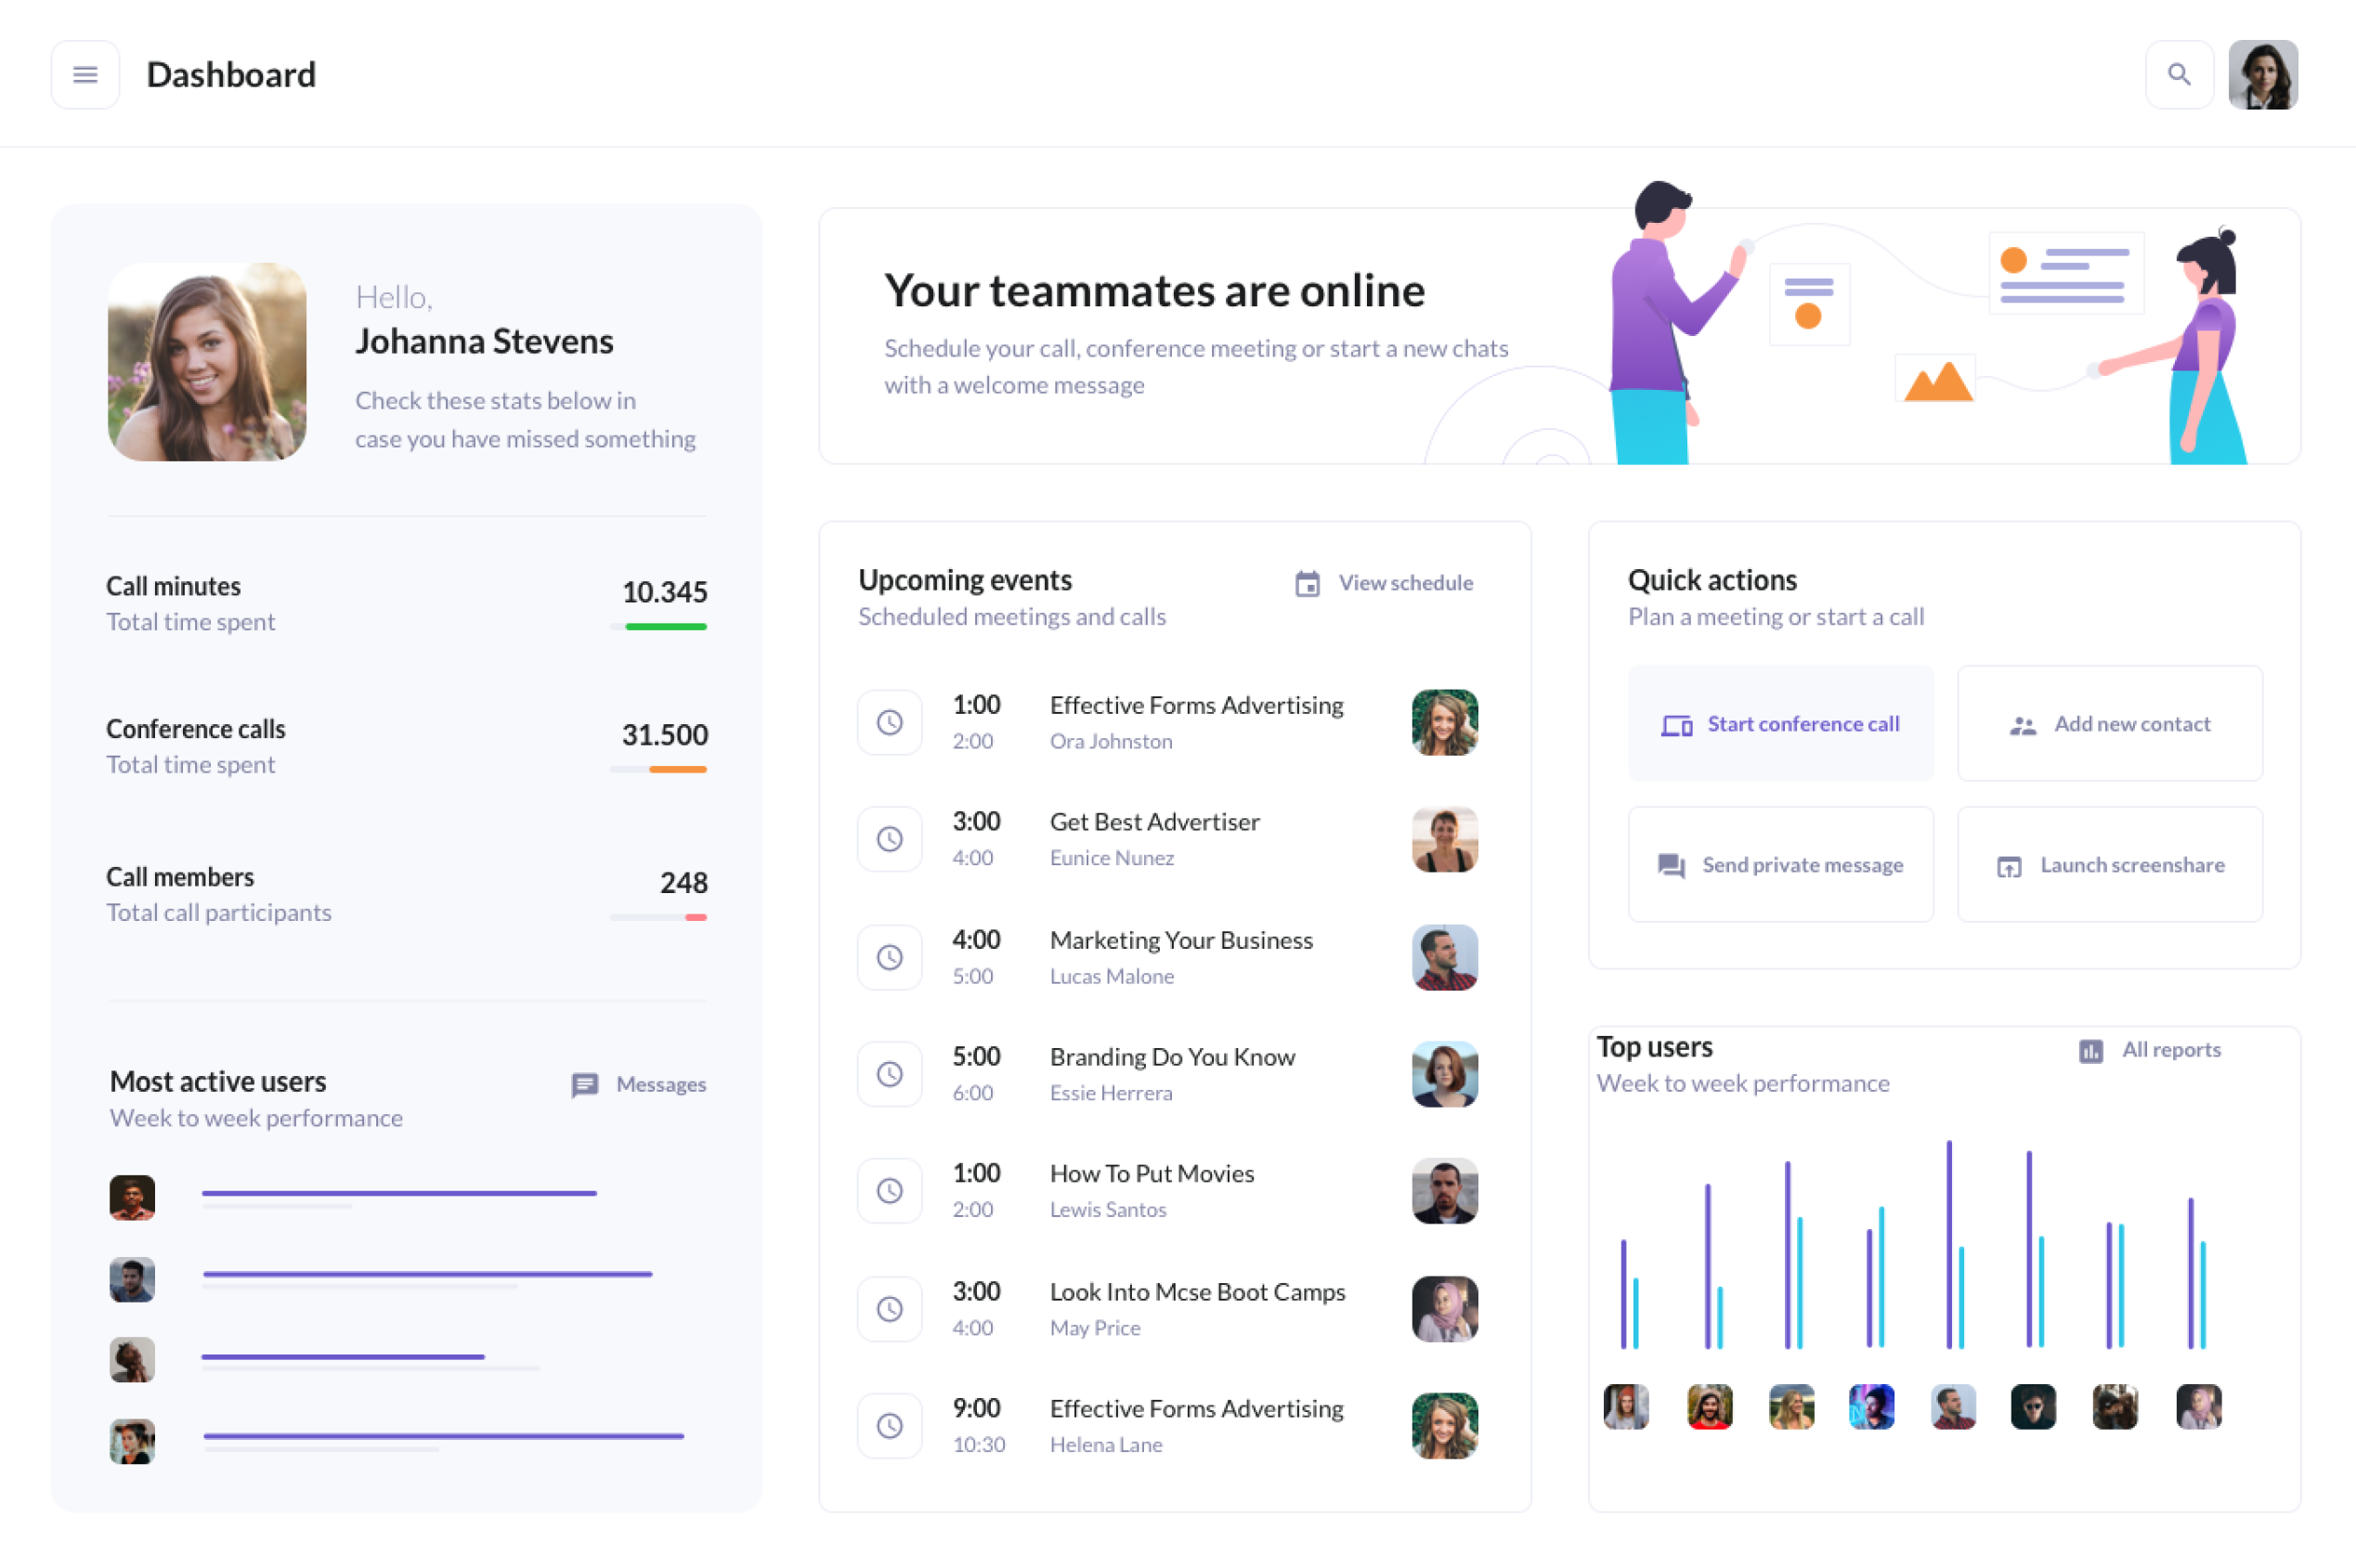 Dashboard
Hello,
Johanna Stevens
Check these stats below in
case you have missed something
Call minutes
Total time spent
10.345
Conference calls
Total time spent
31.500
Call members
Total call participants
248
Most active users
Week to week performance
Messages
Your teammates are online
Schedule your call, conference meeting or start a new chats
with a welcome message
Upcoming events
Scheduled meetings and calls
View schedule
1:00 Effective Forms Advertising
2:00 Ora Johnston
3:00 Get Best Advertiser
4:00 Eunice Nunez
4:00 Marketing Your Business
5:00 Lucas Malone
5:00 Branding Do You Know
6:00 Essie Herrera
1:00 How To Put Movies
2:00 Lewis Santos
3:00 Look Into Mcse Boot Camps
4:00 May Price
9:00 Effective Forms Advertising
10:30 Helena Lane
Quick actions
Plan a meeting or start a call
Start conference call
Add new contact
Send private message
Launch screenshare
Top users
Week to week performance
All reports